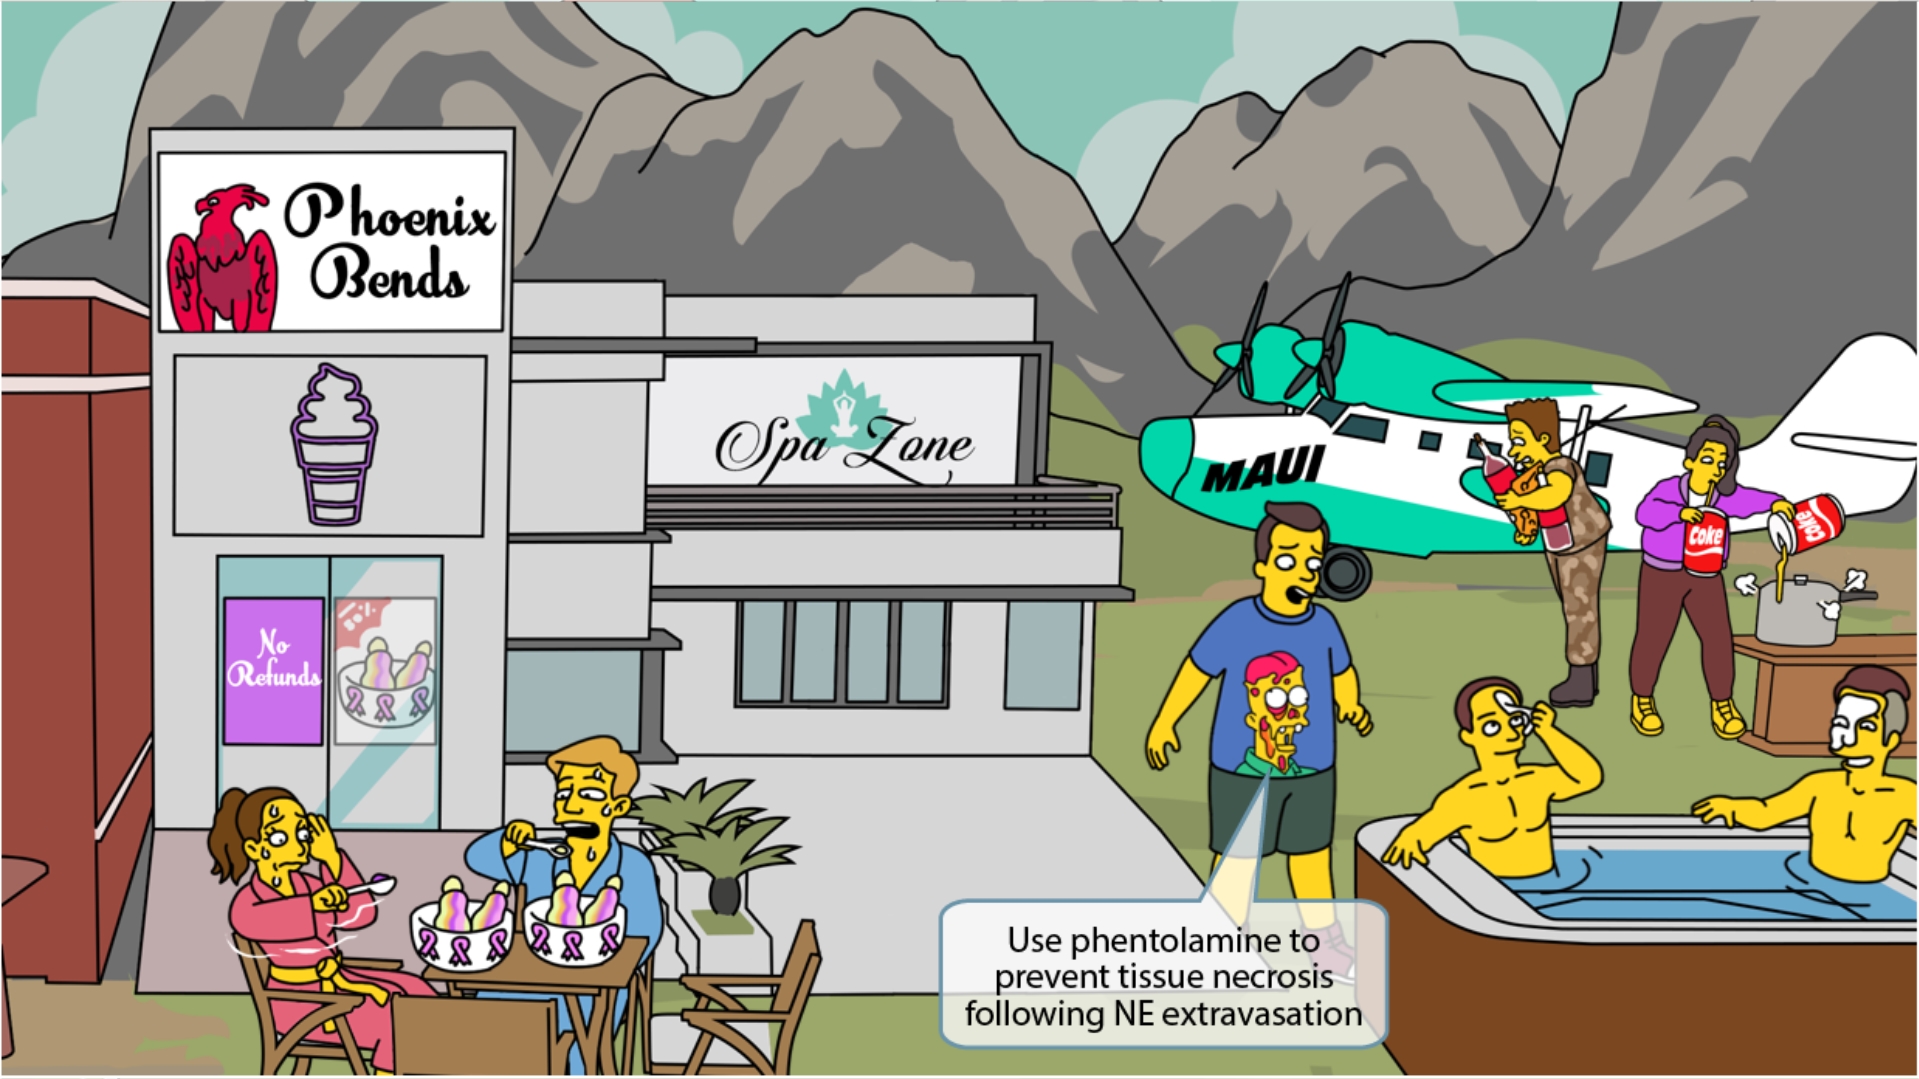 Phoenix
Bends
Spa Zone
MAUI
coke
coke
No
Refunds
Use phentolamine to
prevent tissue necrosis
following NE extravasation